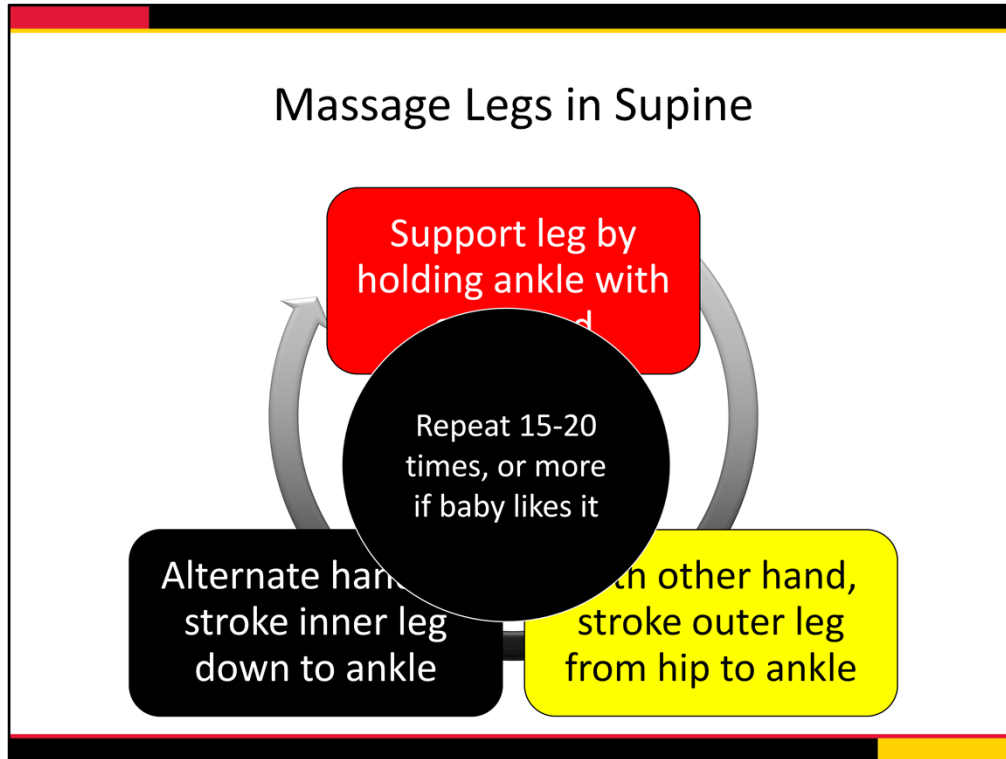 Massage Legs in Supine
Support leg by
holding ankle with
Repeat 15-20
times, or more
if baby likes it
Alternate
stroke inner leg
down to ankle
other hand,
stroke outer leg
from hip to ankle